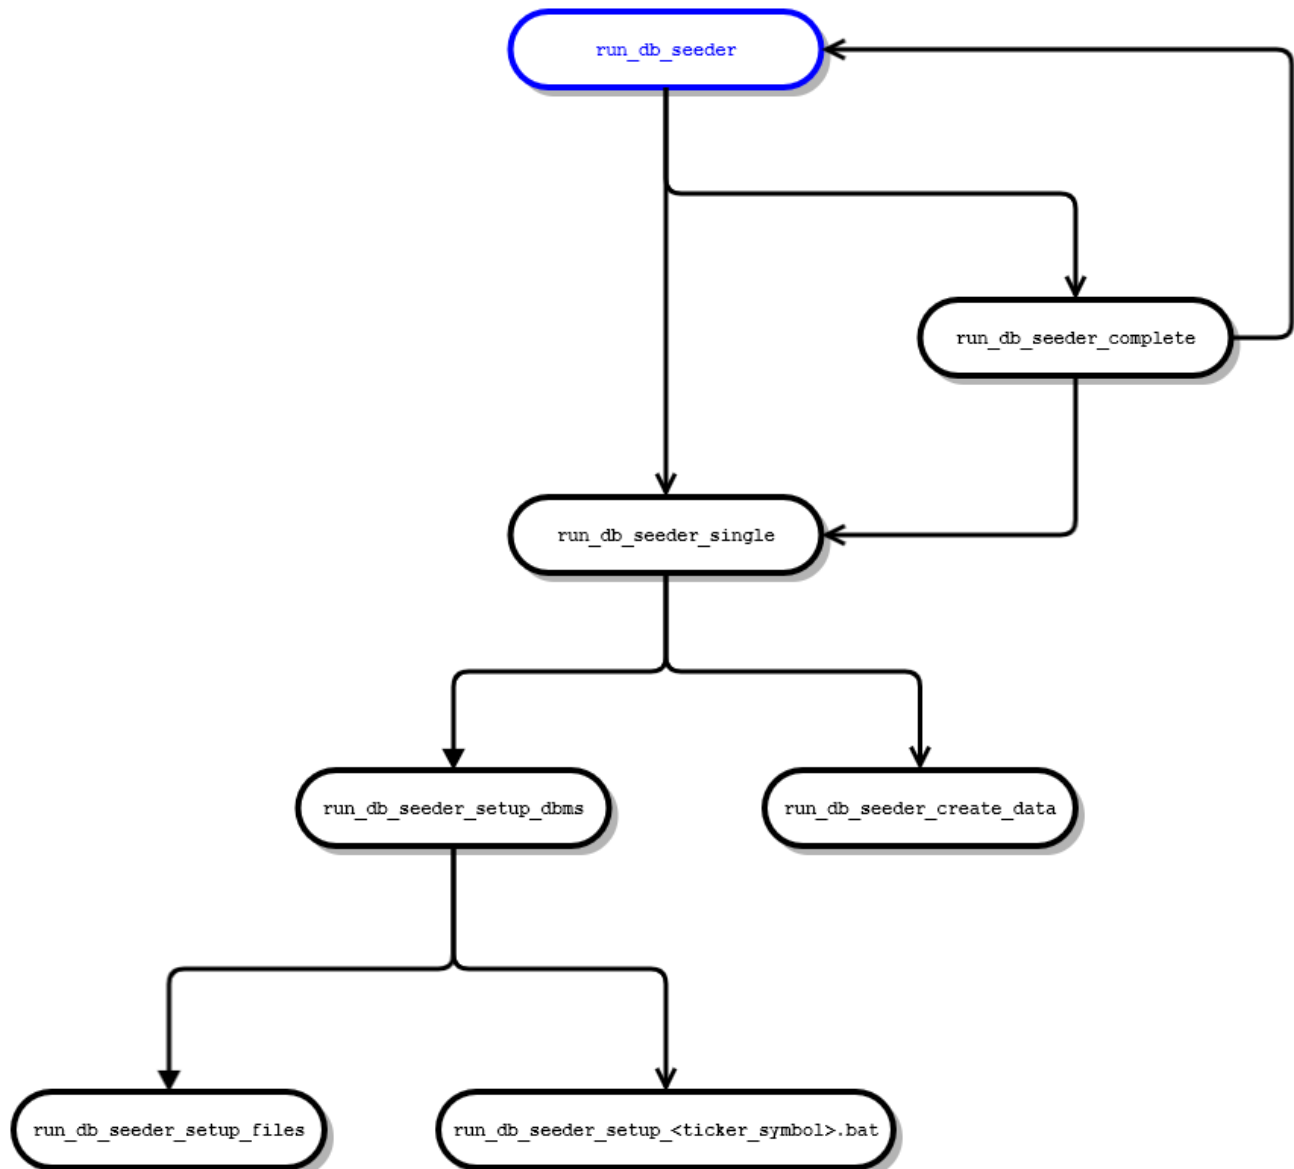 run_db_seeder
run_db_seeder_complete
run_db_seeder_single
run_db_seeder_setup_dbms
run_db_seeder_create_data
run_db_seeder_setup_files
run_db_seeder_setup_<ticker_symbol>.bat